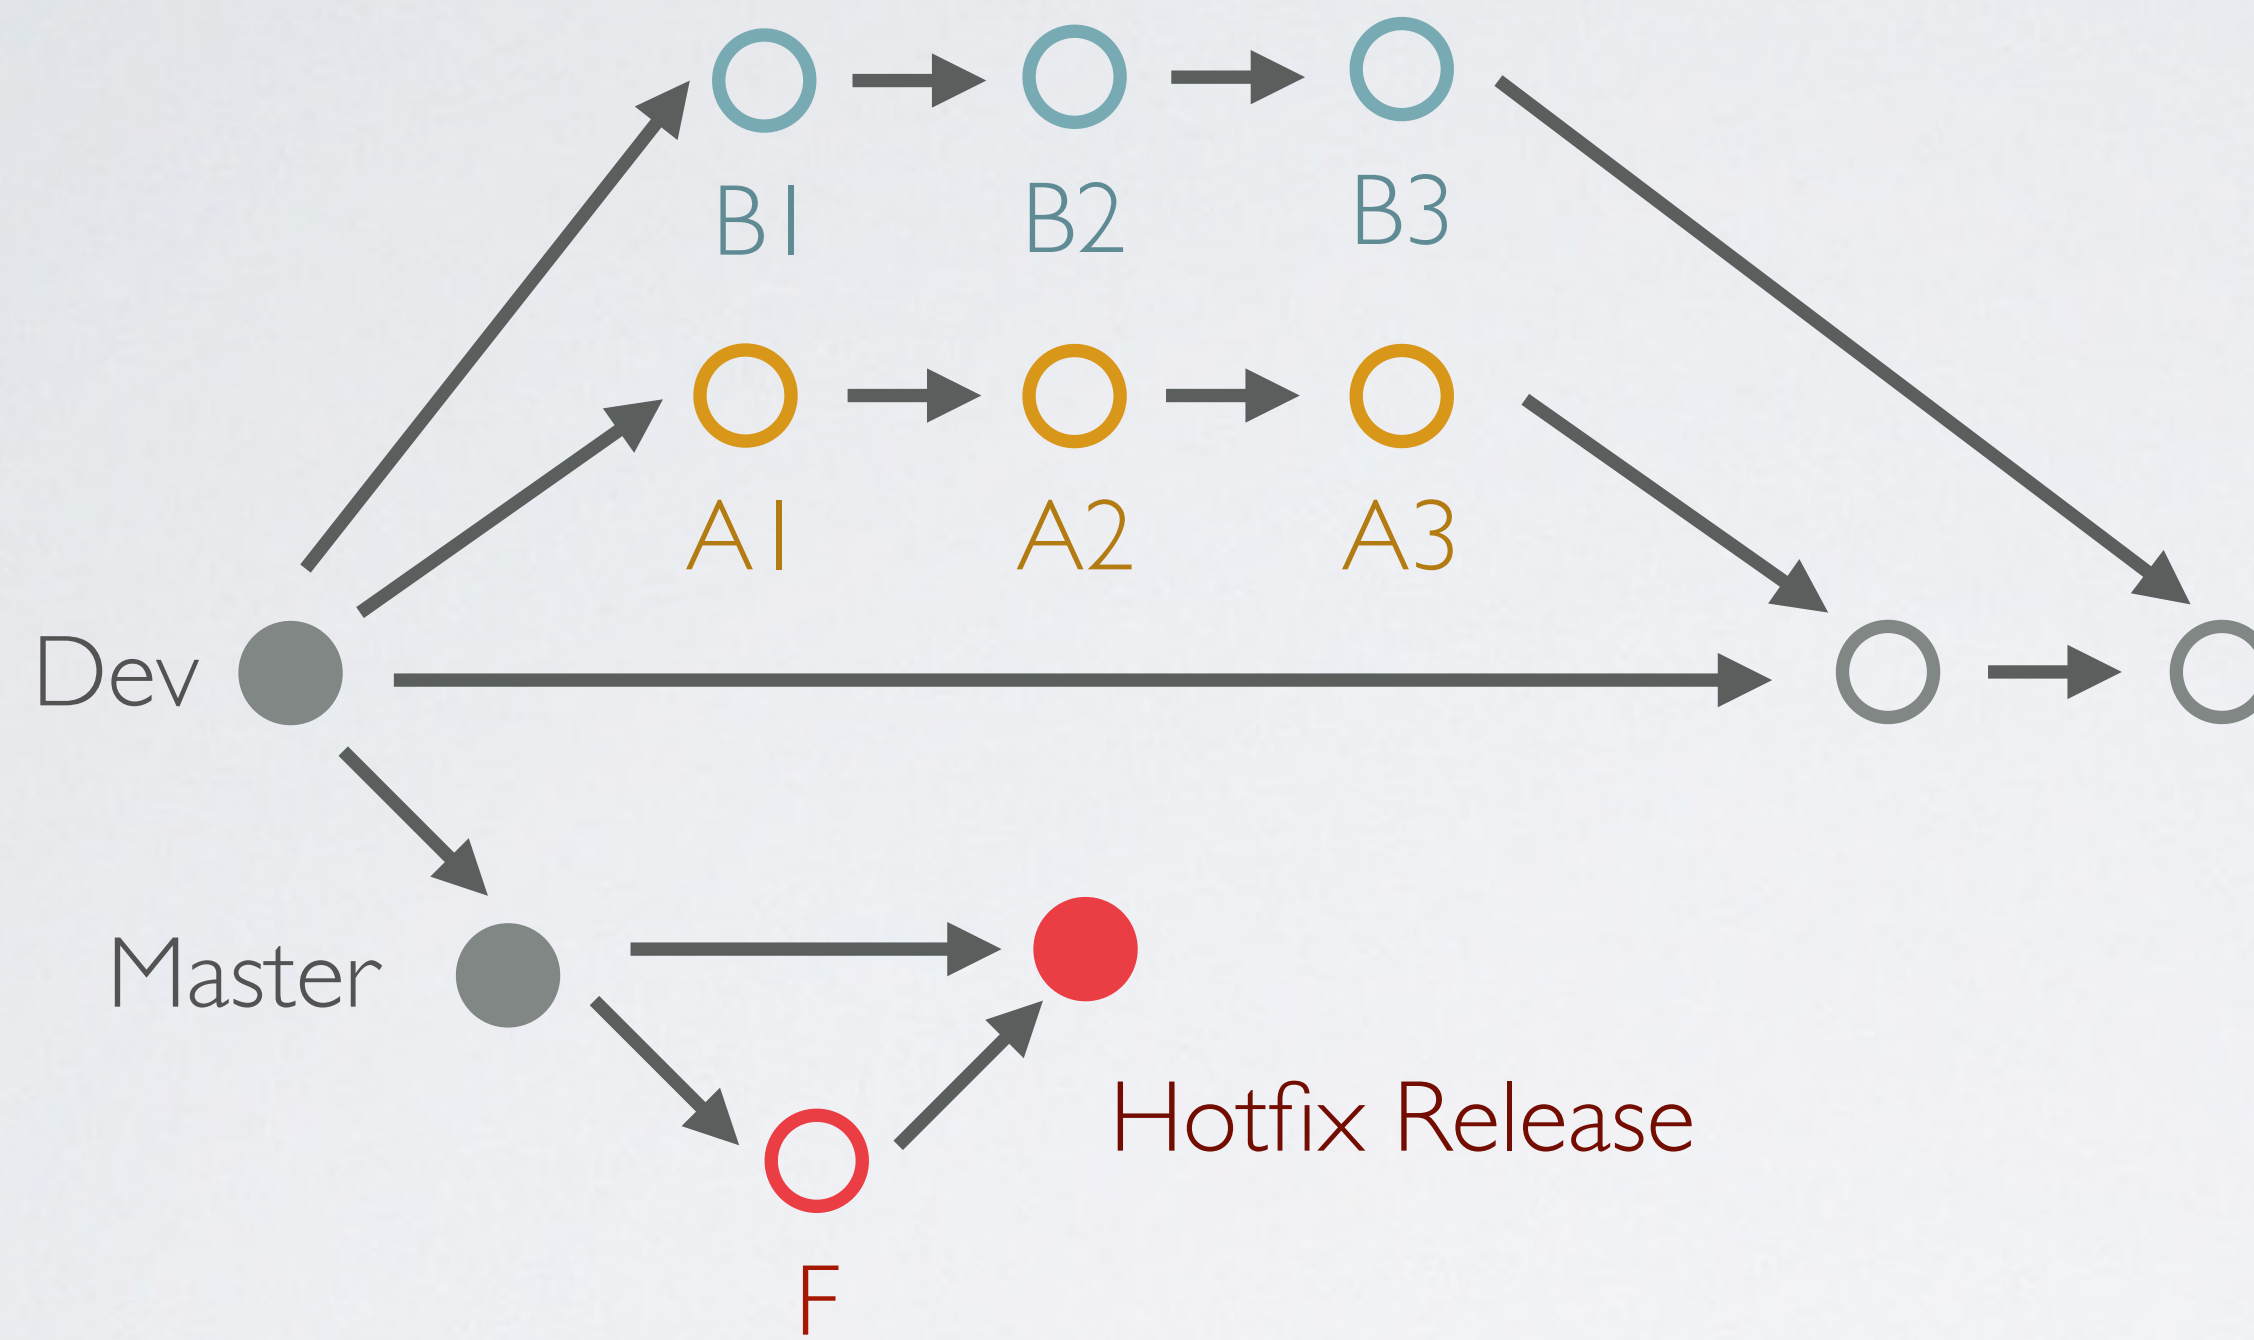 B1 B2 B3
A1 A2 A3
Dev
Master
Hotfix Release
F